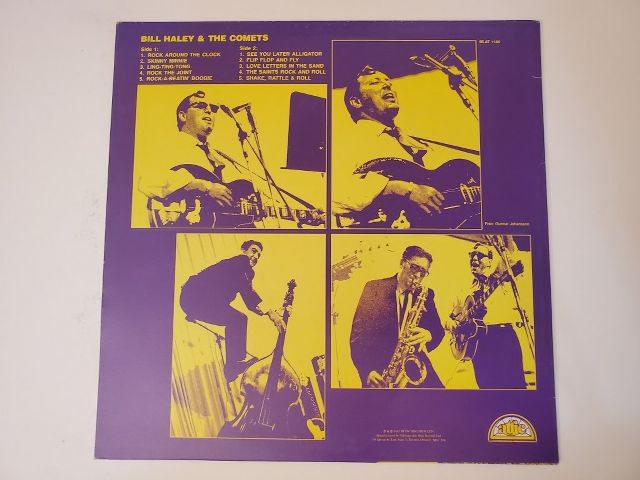 BILL HALEY & THE COMETS
Side 1:
1. ROCK AROUND THE CLOCK
2. SKINNY MINNIE
3. LING-TING-TONG
4. ROCK THE JOINT
5. ROCK-A-BEATIN' BOOGIE
Side 2:
1. SEE YOU LATER ALLIGATOR
2. FLIP FLOP AND FLY
3. LOVE LETTERS IN THE SAND
4. THE SAINTS ROCK AND ROLL
5. SHAKE, RATTLE & ROLL